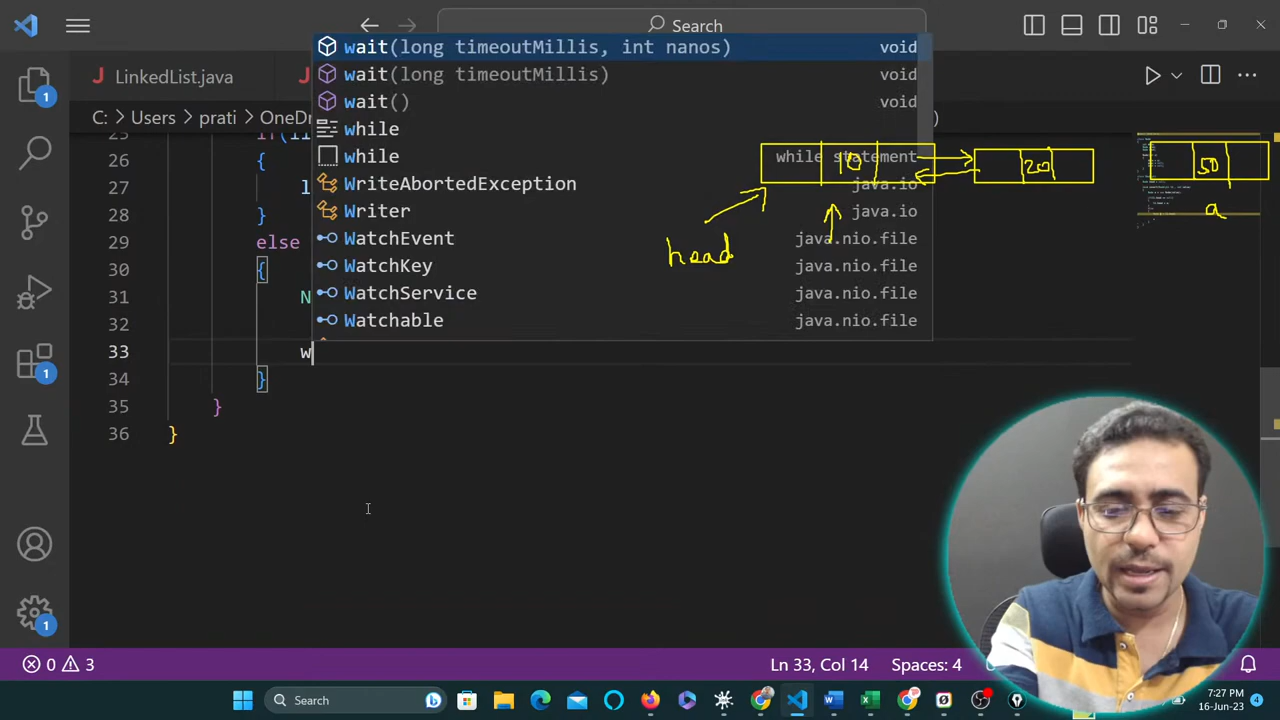 Search
wait(long timeoutMillis, int nanos) void
LinkedList.java
wait(long timeoutMillis) void
wait() void
C: > Users > prati > OneD )
while
25
while while statement
26 {
27 l
WriteAbortedException java.io
28 }
Writer java.io
29 else
WatchEvent java.nio.file
30 {
WatchKey java.nio.file
31 N
WatchService java.nio.file
32
Watchable java.nio.file
33 w
34 }
35 }
36 }
10
200
50
a
head
1
1
1
0 3
Ln 33, Col 14
Spaces: 4
Search
7:27 PM
16-Jun-23
4